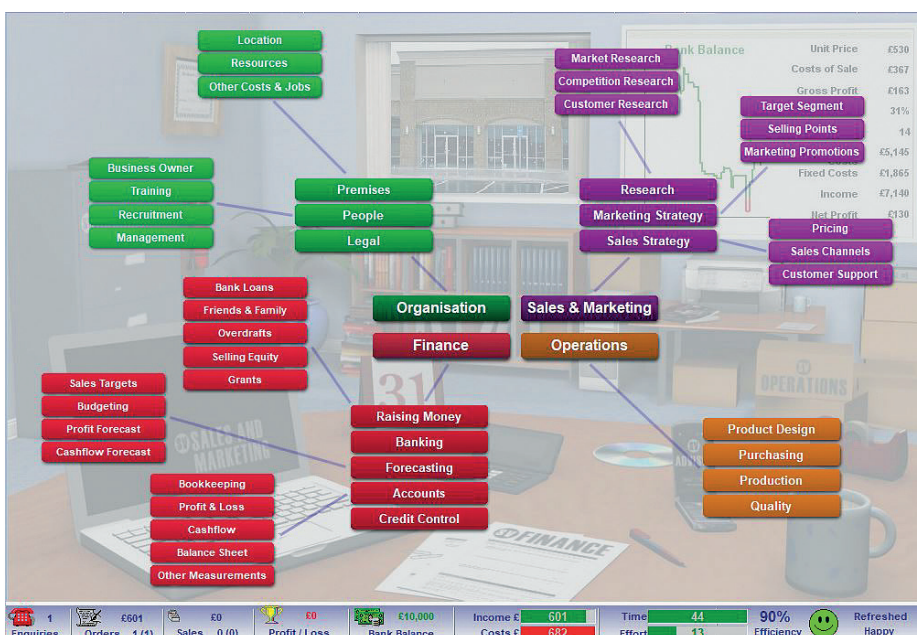 Location
Resources
Other Costs & Jobs
Business Owner
Training
Recruitment
Management
Premises
People
Legal
Market Research
Competition Research
Customer Research
Bank Balance
Unit Price £530
Costs of Sale £367
Gross Profit £163
31%
14
£5,145
Fixed Costs £1,865
Income £7,140
Net Profit £130
Target Segment
Selling Points
Marketing Promotions
Research
Marketing Strategy
Sales Strategy
Pricing
Sales Channels
Customer Support
Organisation
Sales & Marketing
Finance
Operations
Bank Loans
Friends & Family
Overdrafts
Selling Equity
Grants
Sales Targets
Budgeting
Profit Forecast
Cashflow Forecast
Bookkeeping
Profit & Loss
Cashflow
Balance Sheet
Other Measurements
Raising Money
Banking
Forecasting
Accounts
Credit Control
Product Design
Purchasing
Production
Quality
31
SALES AND
MARKETING
OPERATIONS
FINANCE
1 £601 £0 £0 £10,000 Income £ 601 Time 44 90% Refreshed
Enquiries Orders 1 (1) Sales 0 (0) Profit / Loss Bank Balance Costs £ 682 Effort 13 Efficiency Happy